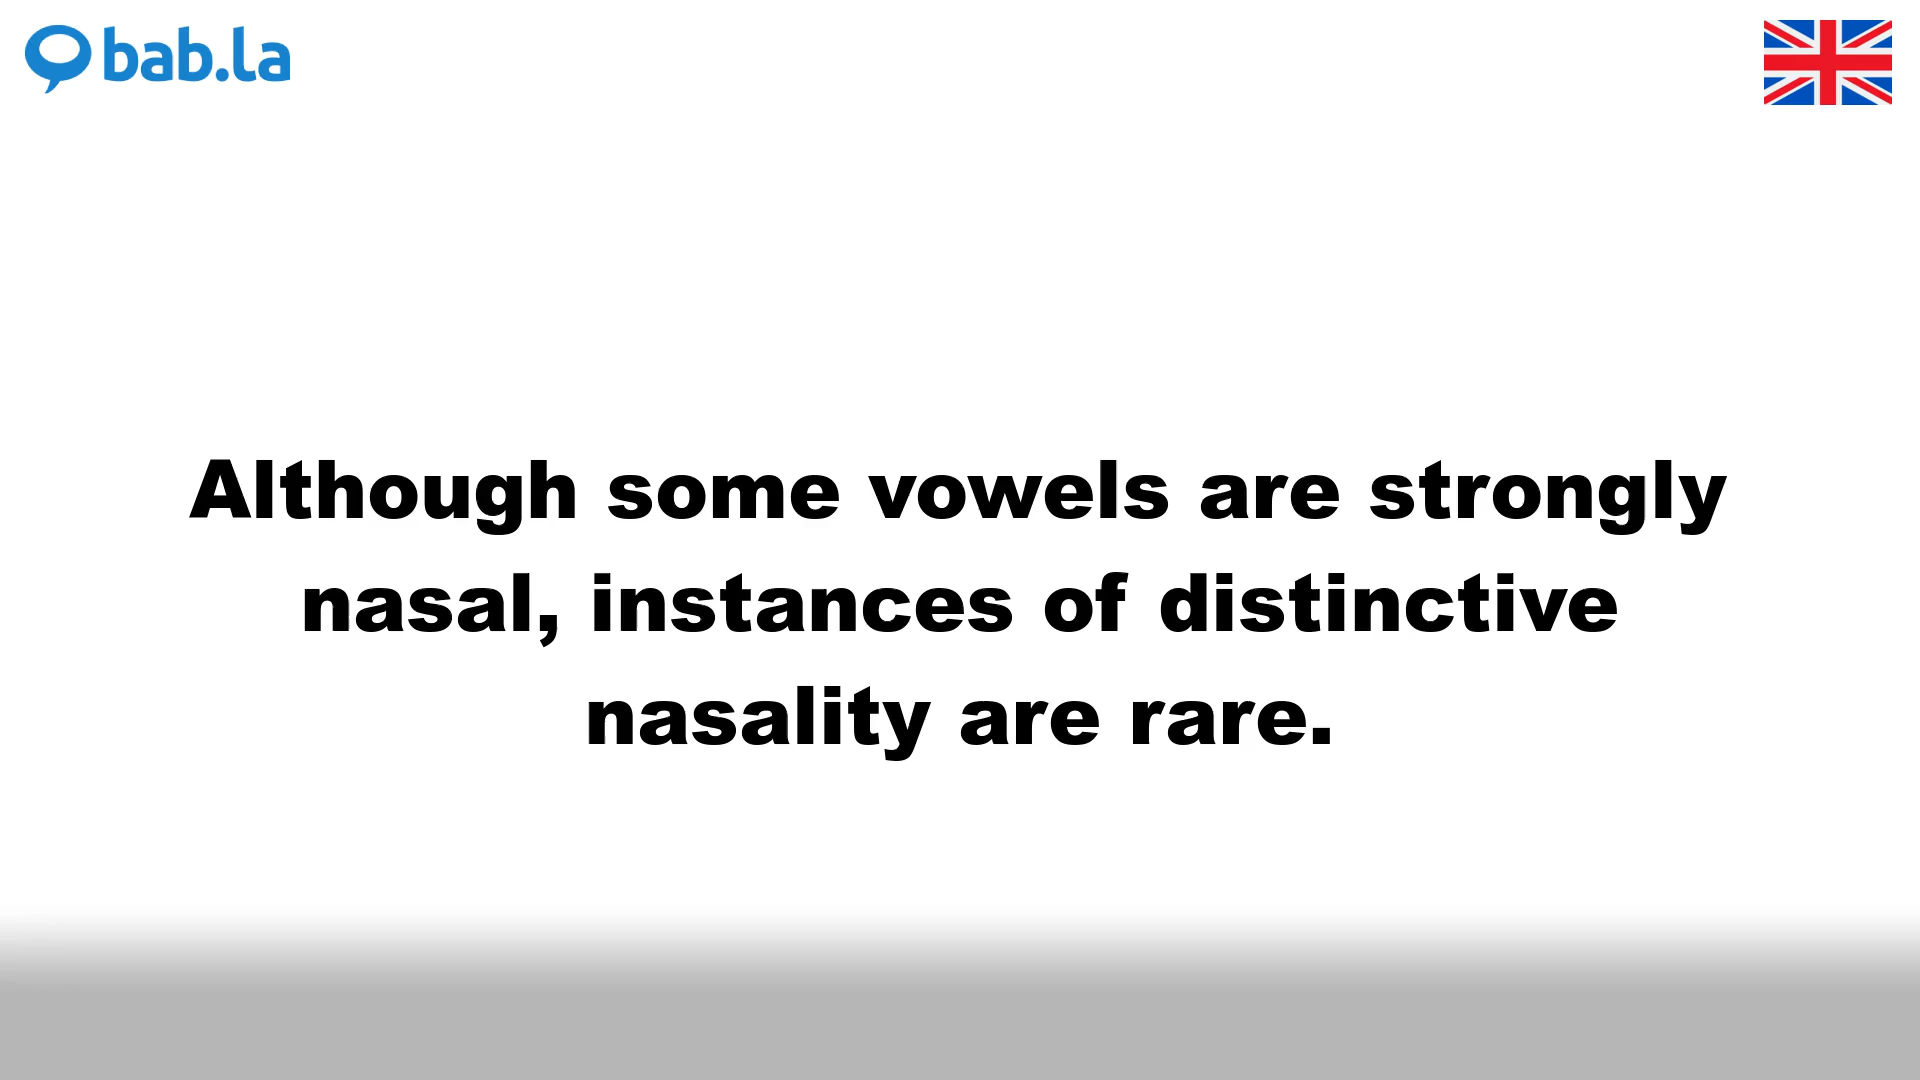 bab.la
Although some vowels are strongly
nasal, instances of distinctive
nasality are rare.